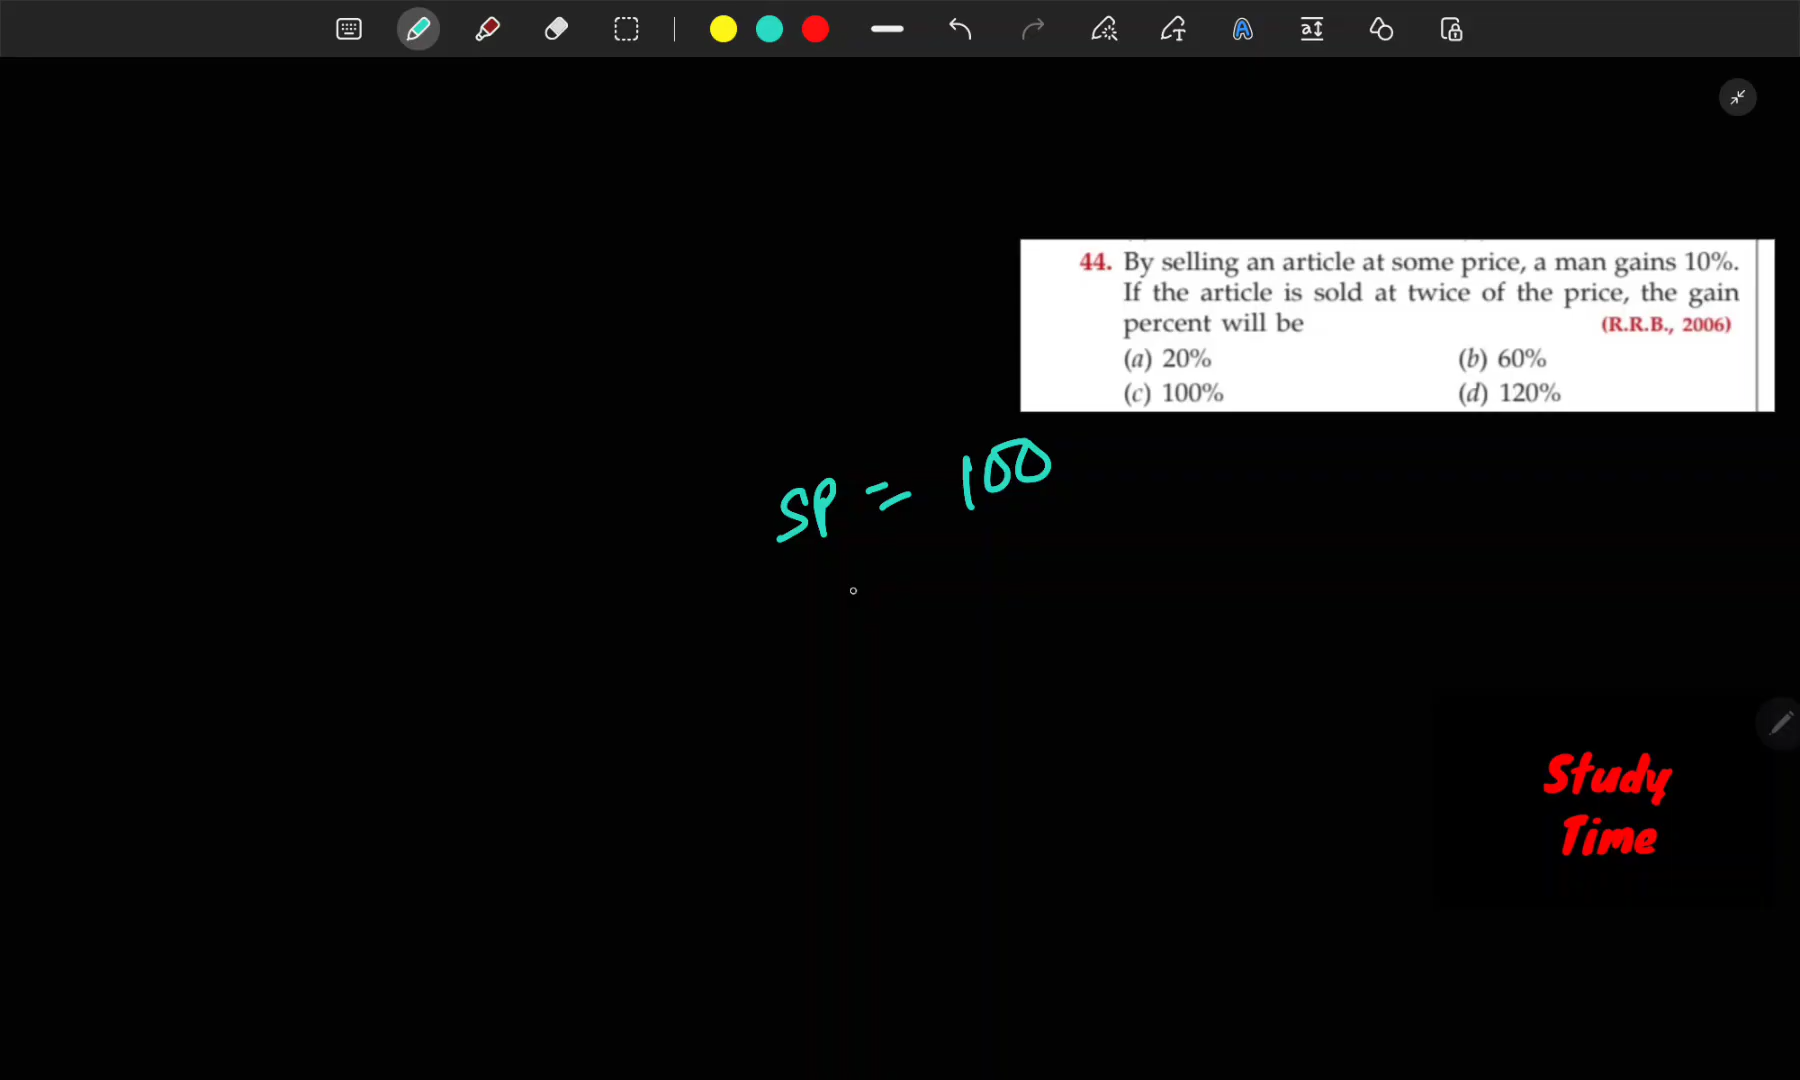 44. By selling an article at some price, a man gains 10%.
If the article is sold at twice of the price, the gain
percent will be (R.R.B., 2006)
(a) 20% (b) 60%
(c) 100% (d) 120%
SP = 100
Study
Time